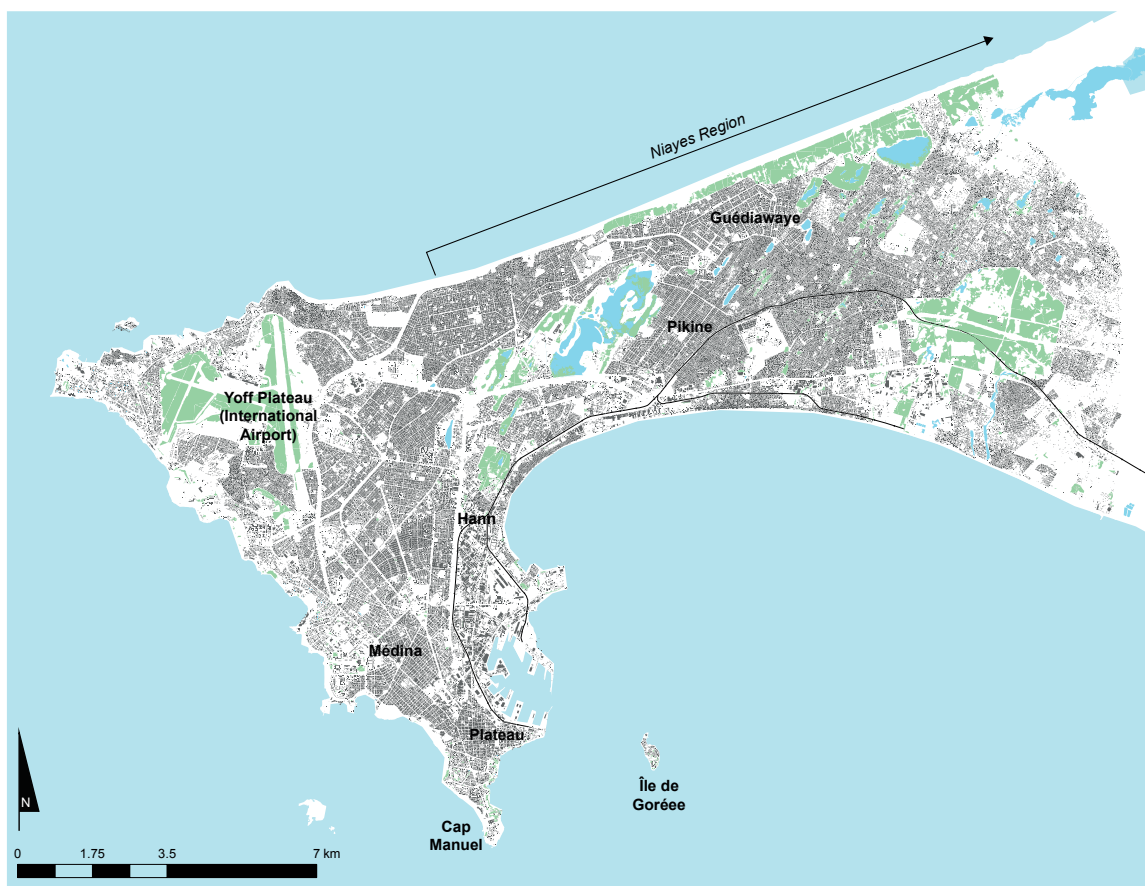 Niayes Region
Guédiawaye
Pikine
Yoff Plateau
(International
Airport)
Hann
Médina
Plateau
Île de
Goréee
Cap
Manuel
N
0 1.75 3.5 7 km